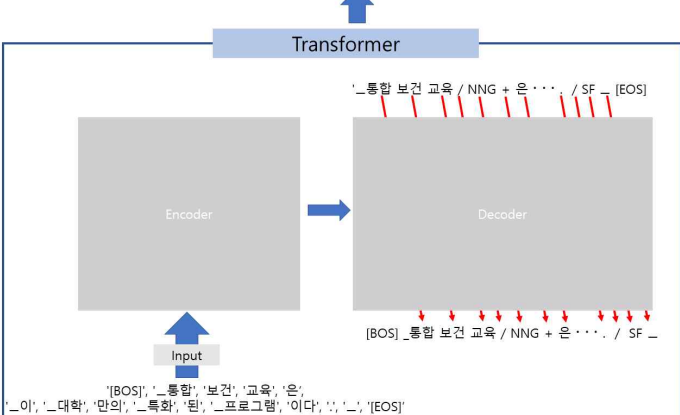 Transformer
'_통합 보건 교육 / NNG + 은 · · · . / SF _ [EOS]
Encoder
Decoder
[BOS] _통합 보건 교육 / NNG + 은 · · · . / SF _
Input
'[BOS]', '_통합', '보건', '교육', '은',
'_이', '_대학', '만의', '_특화', '된', '_프로그램', '이다', '.', '_', '[EOS]'